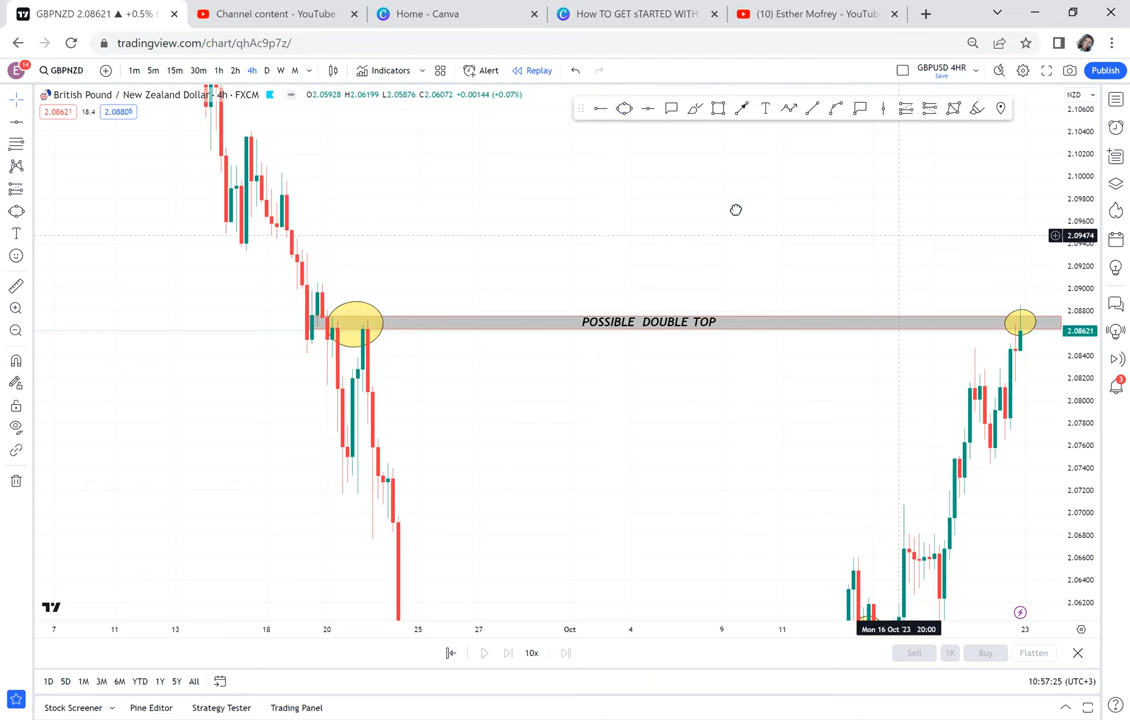 GBPNZD 2.08621 ▲ +0.5%
Channel content - YouTube
Home - Canva
How TO GET sTARTED WITH
(10) Esther Mofrey - YouTub
tradingview.com/chart/qhAc9p7z/
E
14
GBPNZD
1m 5m 15m 30m 1h 2h 4h D W M
Indicators
Alert
Replay
GBPUSD 4HR
Save
Publish
British Pound / New Zealand Dollar · 4h · FXCM
O2.05928 H2.06199 L2.05876 C2.06072 +0.00144 (+0.07%)
NZD
2.08621 18.4 2.08805
2.10600
2.10400
2.10200
2.10000
2.09800
2.09600
2.09474
2.09200
2.09000
2.08800
POSSIBLE DOUBLE TOP
2.08621
2.08400
2.08200
2.08000
2.07800
2.07600
2.07400
2.07200
2.07000
2.06800
2.06600
2.06400
2.06200
3
7 11 13 18 20 25 27 Oct 4 9 11 Mon 16 Oct '23 20:00 23
10x
Sell 1K Buy Flatten
1D 5D 1M 3M 6M YTD 1Y 5Y All
10:57:25 (UTC+3)
Stock Screener Pine Editor Strategy Tester Trading Panel